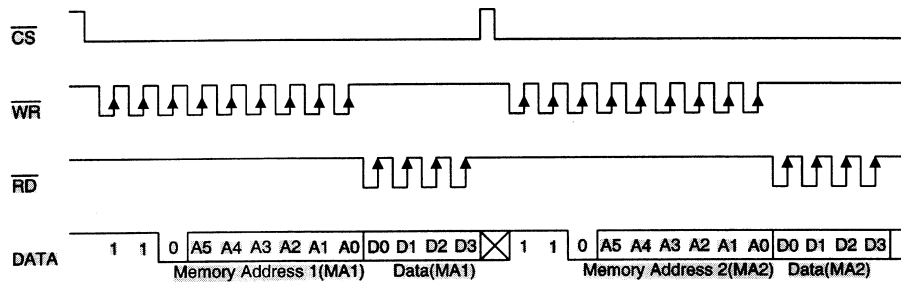 CS
WR
RD
DATA 1 1 0 A5 A4 A3 A2 A1 A0 D0 D1 D2 D3 1 1 0 A5 A4 A3 A2 A1 A0 D0 D1 D2 D3
Memory Address 1(MA1) Data(MA1) Memory Address 2(MA2) Data(MA2)